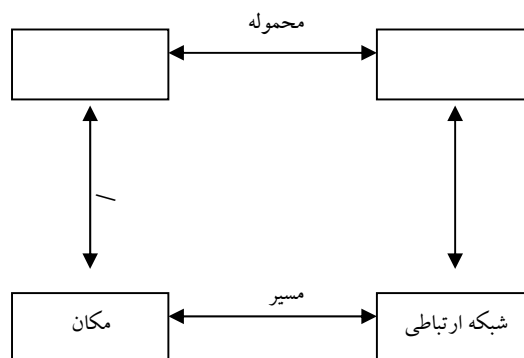 محموله
مسیر
شبکه ارتباطی
مکان